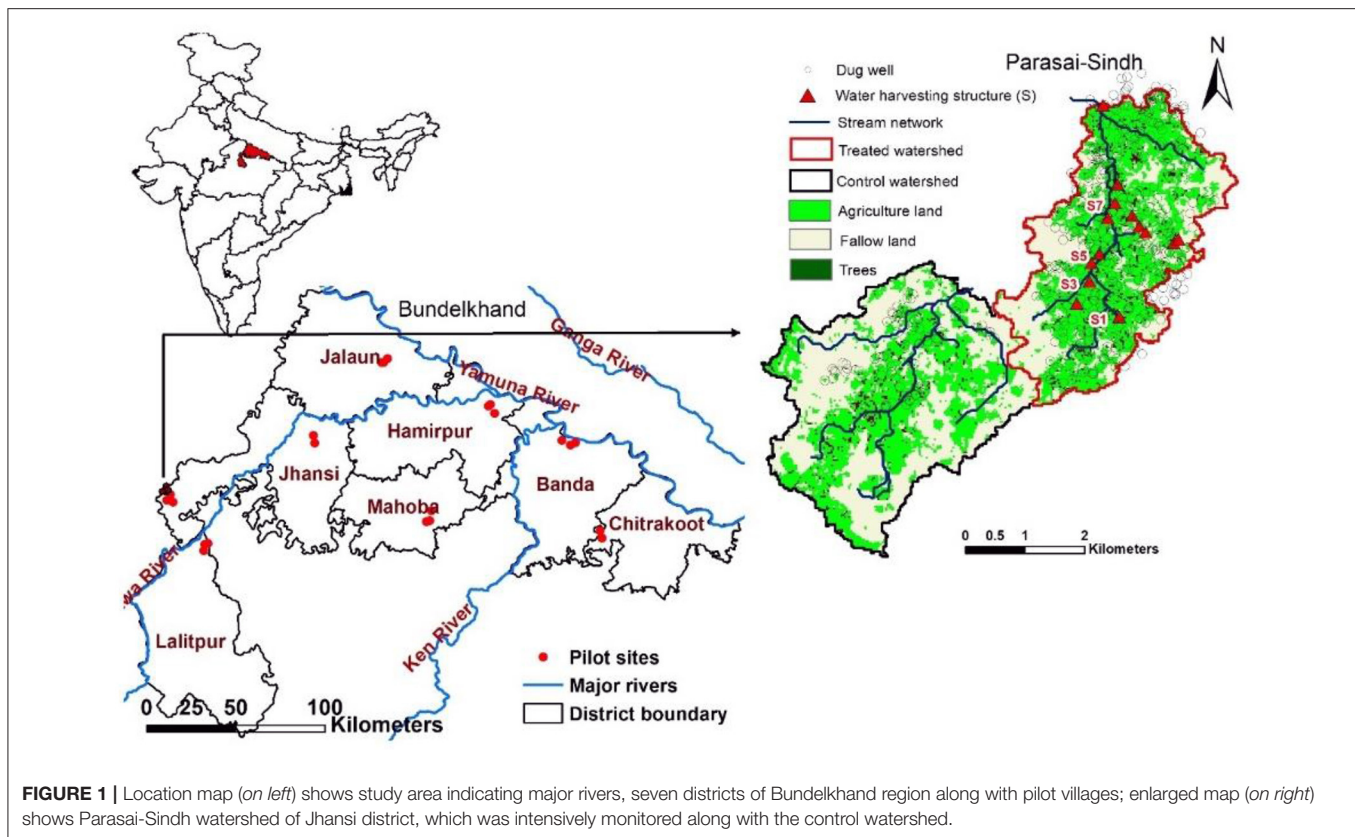 Bundelkhand
Ganga River
Jalaun
Yamuna River
Hamirpur
Jhansi
Banda
Mahoba
Chitrakoot
wa River
Lalitpur
Ken River
Pilot sites
Major rivers
District boundary
0 25 50 100
Kilometers
Parasai-Sindh
N
Dug well
Water harvesting structure (S)
Stream network
Treated watershed
Control watershed
Agriculture land
Fallow land
Trees
S7
S5
S3
S1
0 0.5 1 2
Kilometers
FIGURE 1 | Location map (on left) shows study area indicating major rivers, seven districts of Bundelkhand region along with pilot villages; enlarged map (on right)
shows Parasai-Sindh watershed of Jhansi district, which was intensively monitored along with the control watershed.